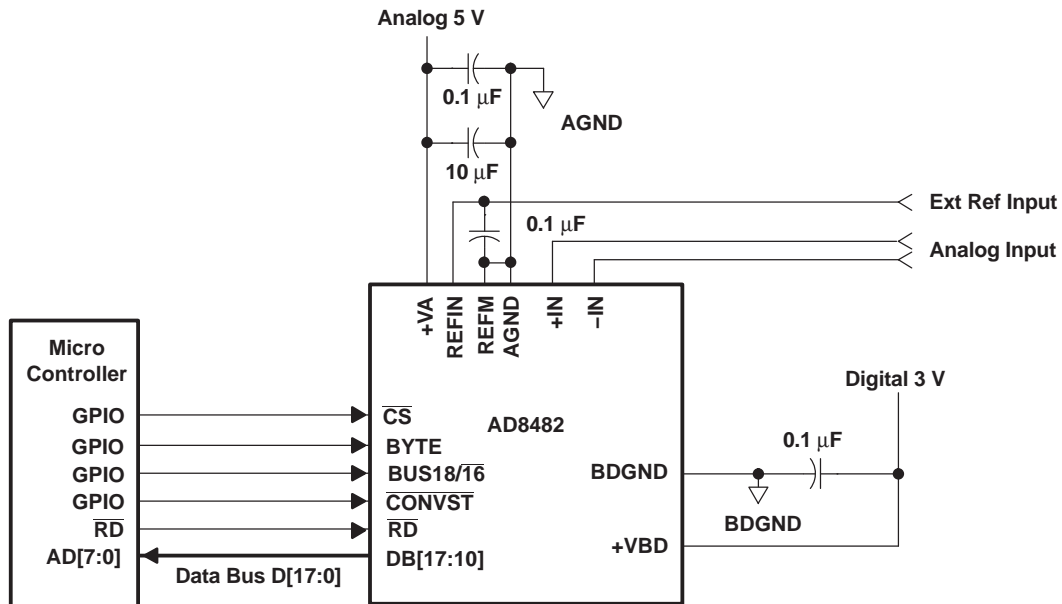 Analog 5 V
0.1 μF
AGND
10 μF
Ext Ref Input
0.1 μF
Analog Input
+VA
REFIN
REFM
AGND
+IN
−IN
Micro
Controller
Digital 3 V
GPIO
CS
AD8482
0.1 μF
GPIO
BYTE
GPIO
BUS18/16
BDGND
GPIO
CONVST
RD
RD
BDGND
AD[7:0]
DB[17:10]
+VBD
Data Bus D[17:0]